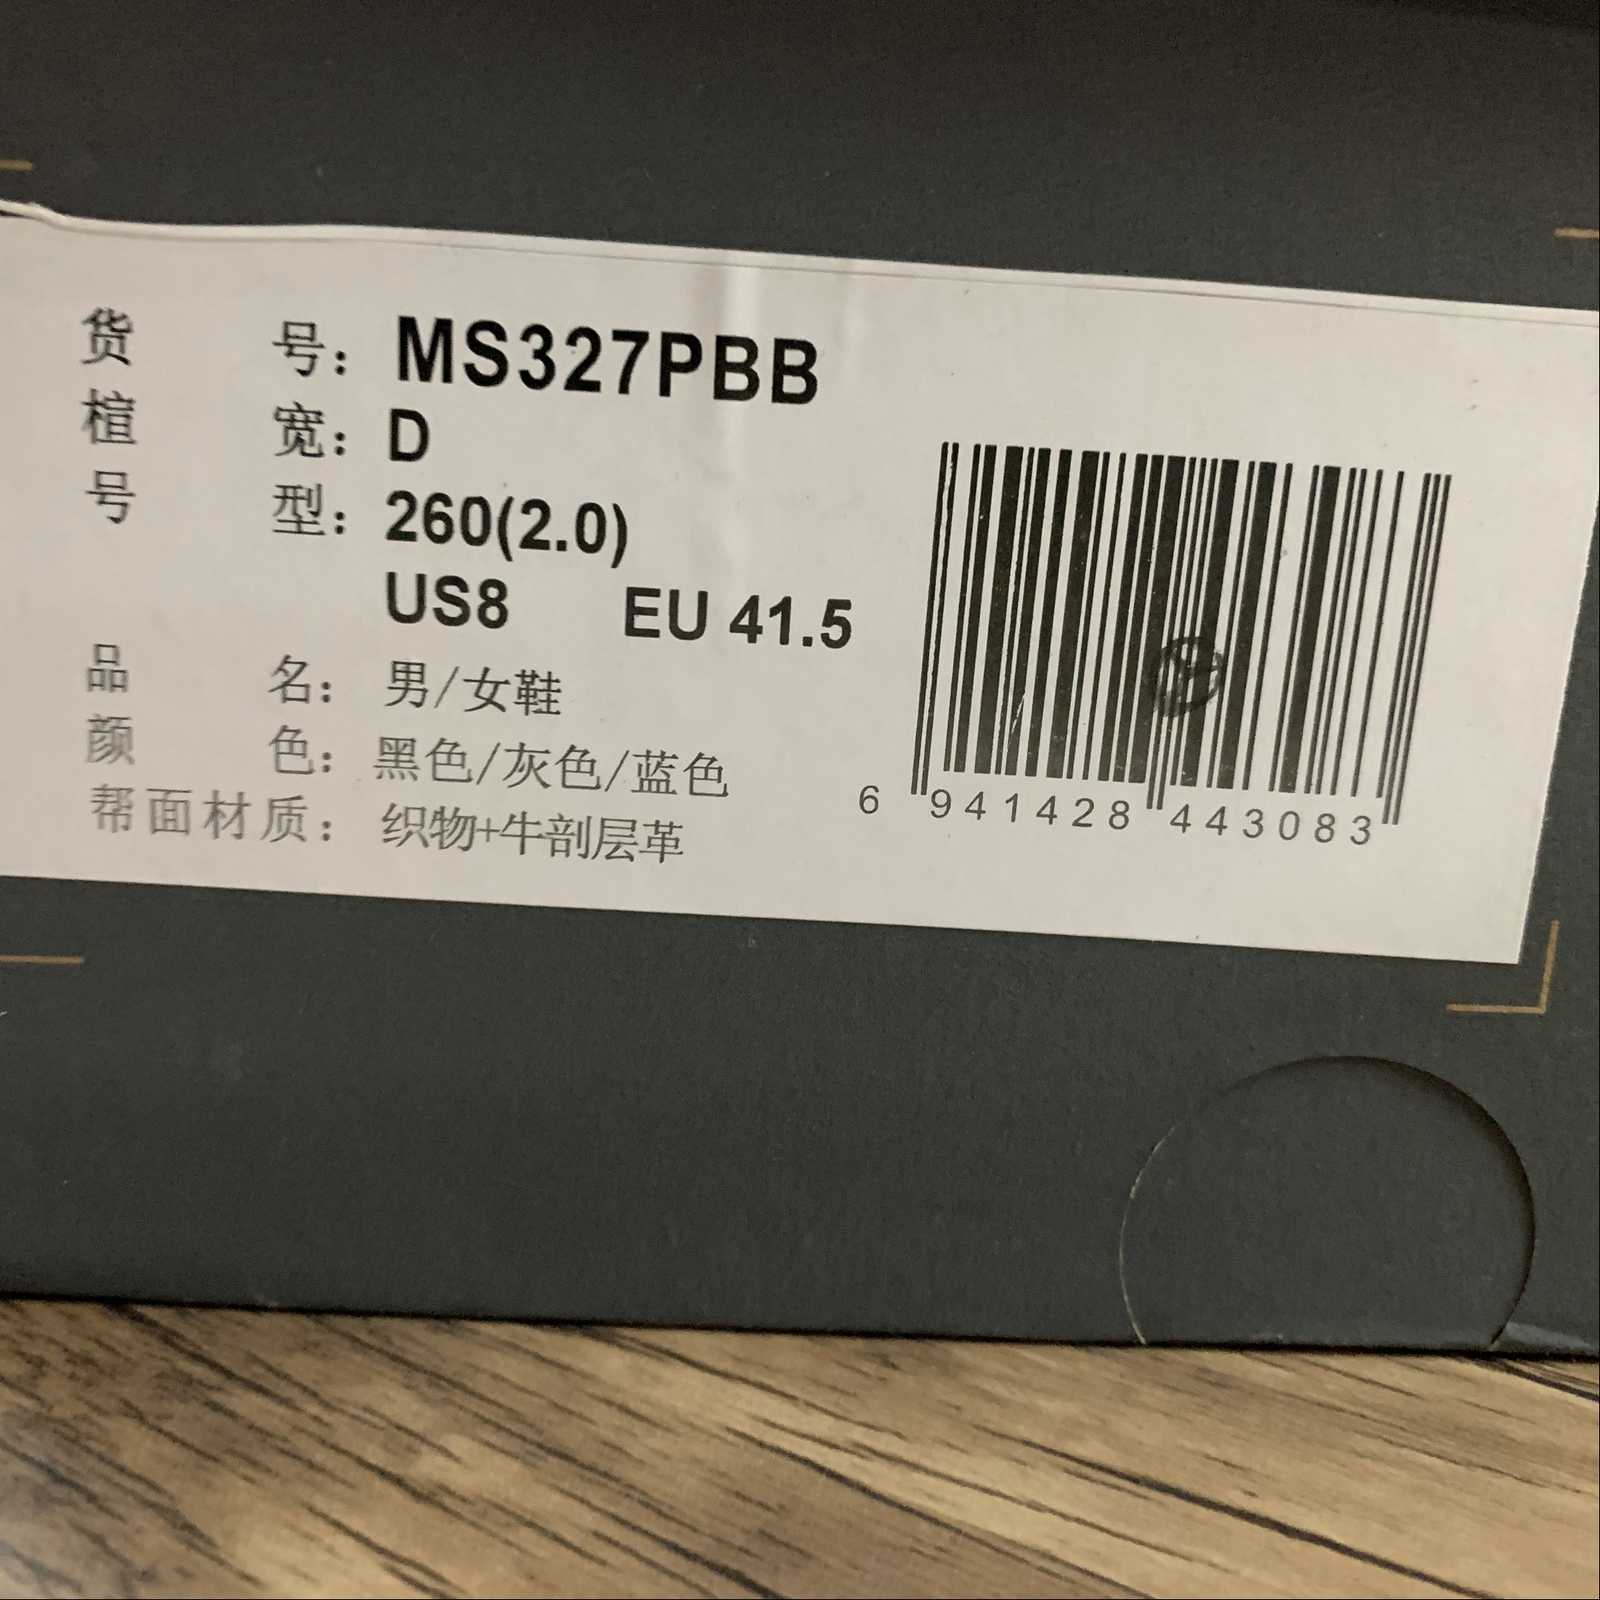 货号：MS327PBB
楦宽：D
号型：260(2.0)
US8 EU 41.5
品名：男/女鞋
颜色：黑色/灰色/蓝色
帮面材质：织物+牛剖层革
6 941428 443083